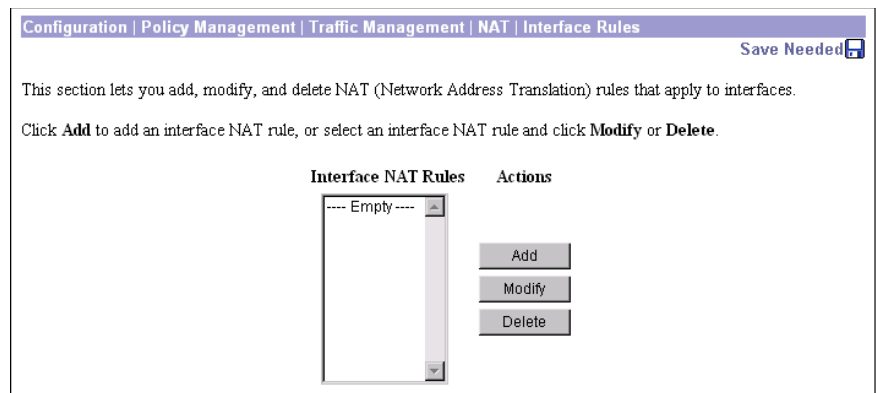 Configuration | Policy Management | Traffic Management | NAT | Interface Rules
Save Needed
This section lets you add, modify, and delete NAT (Network Address Translation) rules that apply to interfaces.
Click Add to add an interface NAT rule, or select an interface NAT rule and click Modify or Delete.
Interface NAT Rules Actions
---- Empty ----
Add
Modify
Delete